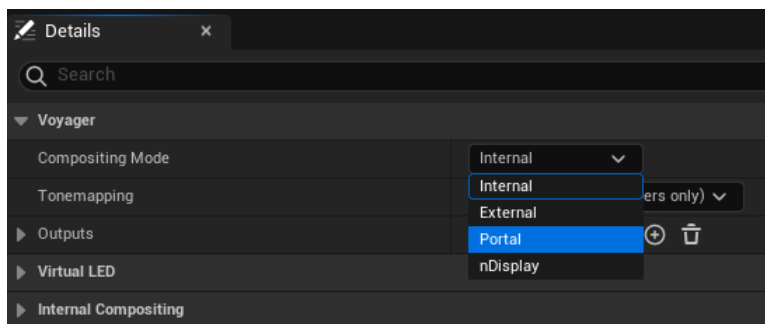 Details
Search
Voyager
Compositing Mode Internal
Internal
Tonemapping ers only)
External
Outputs Portal
nDisplay
Virtual LED
Internal Compositing